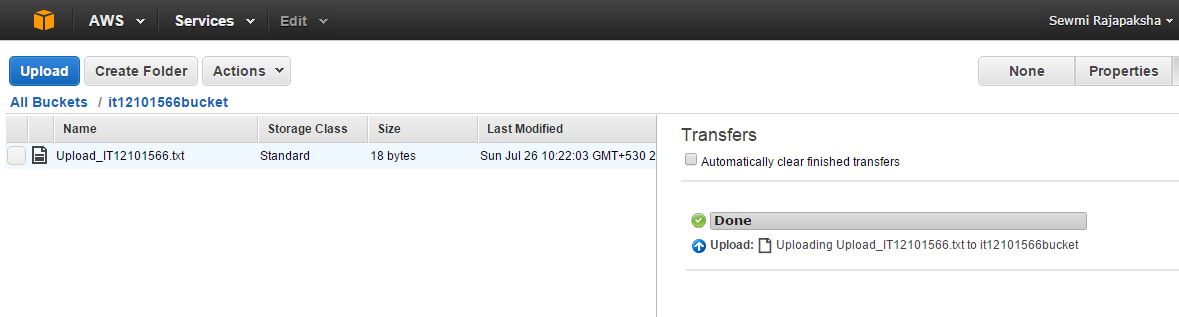 AWS Services Edit Sewmi Rajapaksha
Upload Create Folder Actions None Properties
All Buckets / it12101566bucket
Name Storage Class Size Last Modified
Upload_IT12101566.txt Standard 18 bytes Sun Jul 26 10:22:03 GMT+530 2
Transfers
Automatically clear finished transfers
Done
Upload: Uploading Upload_IT12101566.txt to it12101566bucket